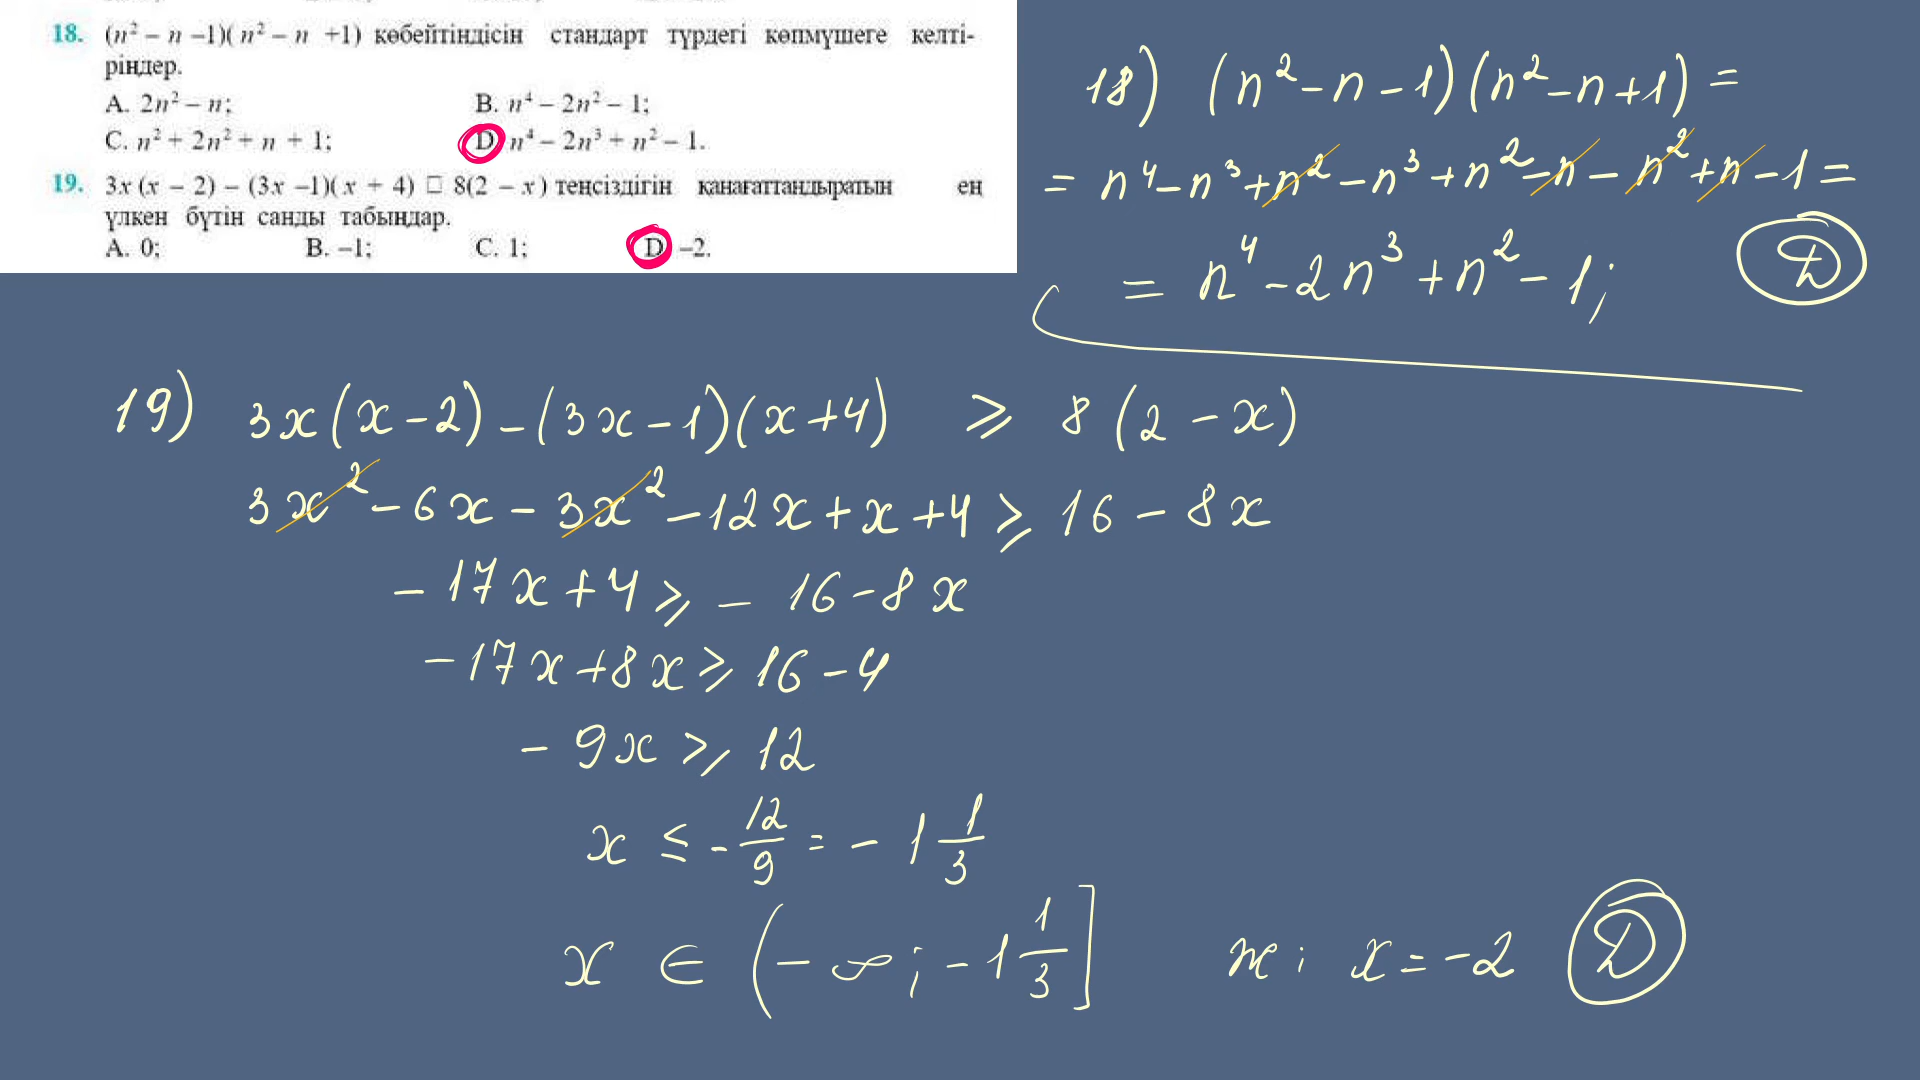 18. (n² – n –1)( n² – n +1) көбейтіндісін стандарт түрдегі көпмүшеге келті-
ріңдер.
A. 2n² – n; B. n⁴ – 2n² – 1;
C. n² + 2n² + n + 1; D n⁴ – 2n³ + n² – 1.
19. 3x (x – 2) – (3x –1)( x + 4) □ 8(2 – x ) теңсіздігін қанағаттандыратын ең
үлкен бүтін санды табыңдар.
A. 0; B. –1; C. 1; D –2.
18) (n²-n-1)(n²-n+1) =
= n⁴-n³+n²-n³+n²-n-n²+n-1=
= n⁴-2n³+n²-1; D
19) 3x(x-2)-(3x-1)(x+4) ⩾ 8(2-x)
3x²-6x-3x²-12x+x+4⩾16-8x
-17x+4⩾-16-8x
-17x+8x⩾16-4
-9x⩾12
x ≤ -12/9 = -1 1/3
x ∈ (-∞; -1 1/3] ж: x=-2 D